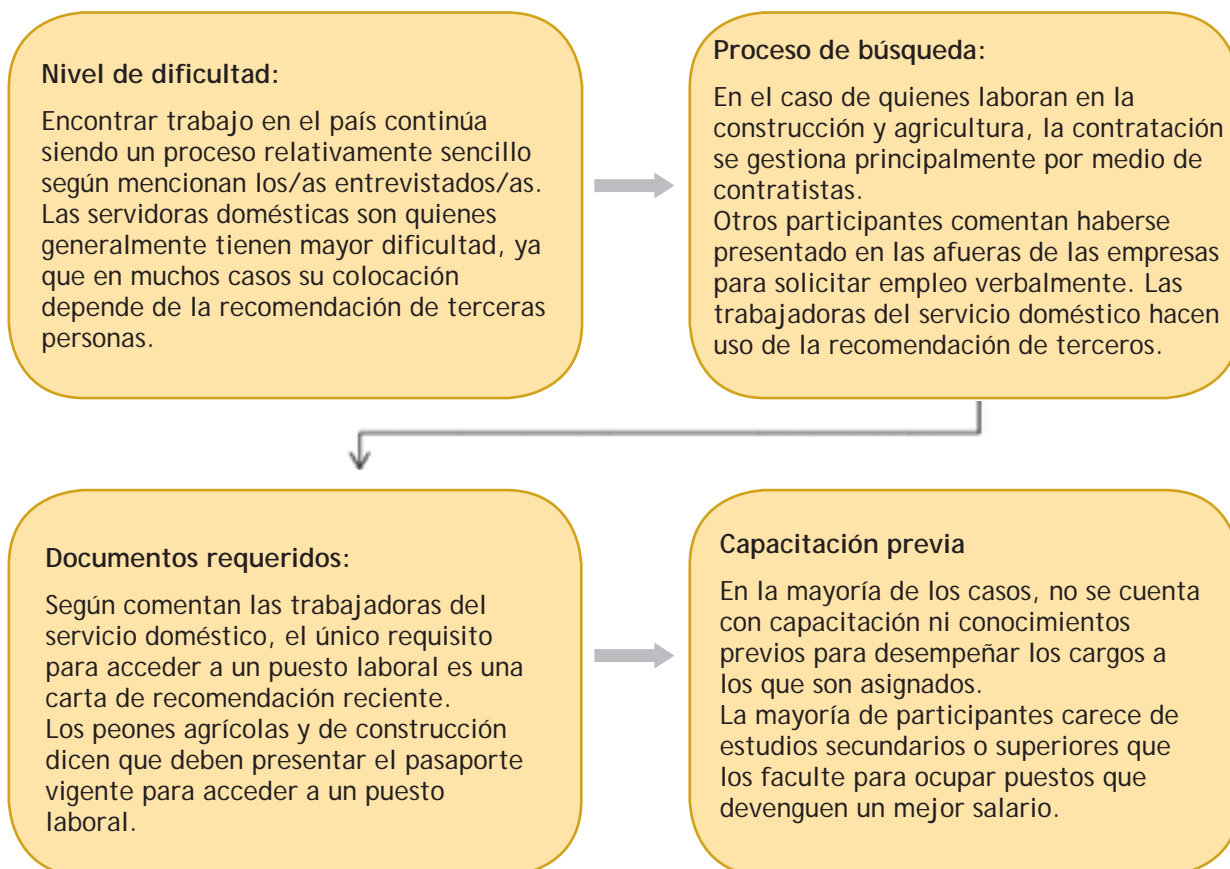 Nivel de dificultad:
Encontrar trabajo en el país continúa
siendo un proceso relativamente sencillo
según mencionan los/as entrevistados/as.
Las servidoras domésticas son quienes
generalmente tienen mayor dificultad, ya
que en muchos casos su colocación
depende de la recomendación de terceras
personas.
Proceso de búsqueda:
En el caso de quienes laboran en la
construcción y agricultura, la contratación
se gestiona principalmente por medio de
contratistas.
Otros participantes comentan haberse
presentado en las afueras de las empresas
para solicitar empleo verbalmente. Las
trabajadoras del servicio doméstico hacen
uso de la recomendación de terceros.
Documentos requeridos:
Según comentan las trabajadoras del
servicio doméstico, el único requisito
para acceder a un puesto laboral es una
carta de recomendación reciente.
Los peones agrícolas y de construcción
dicen que deben presentar el pasaporte
vigente para acceder a un puesto
laboral.
Capacitación previa
En la mayoría de los casos, no se cuenta
con capacitación ni conocimientos
previos para desempeñar los cargos a
los que son asignados.
La mayoría de participantes carece de
estudios secundarios o superiores que
los faculte para ocupar puestos que
devenguen un mejor salario.